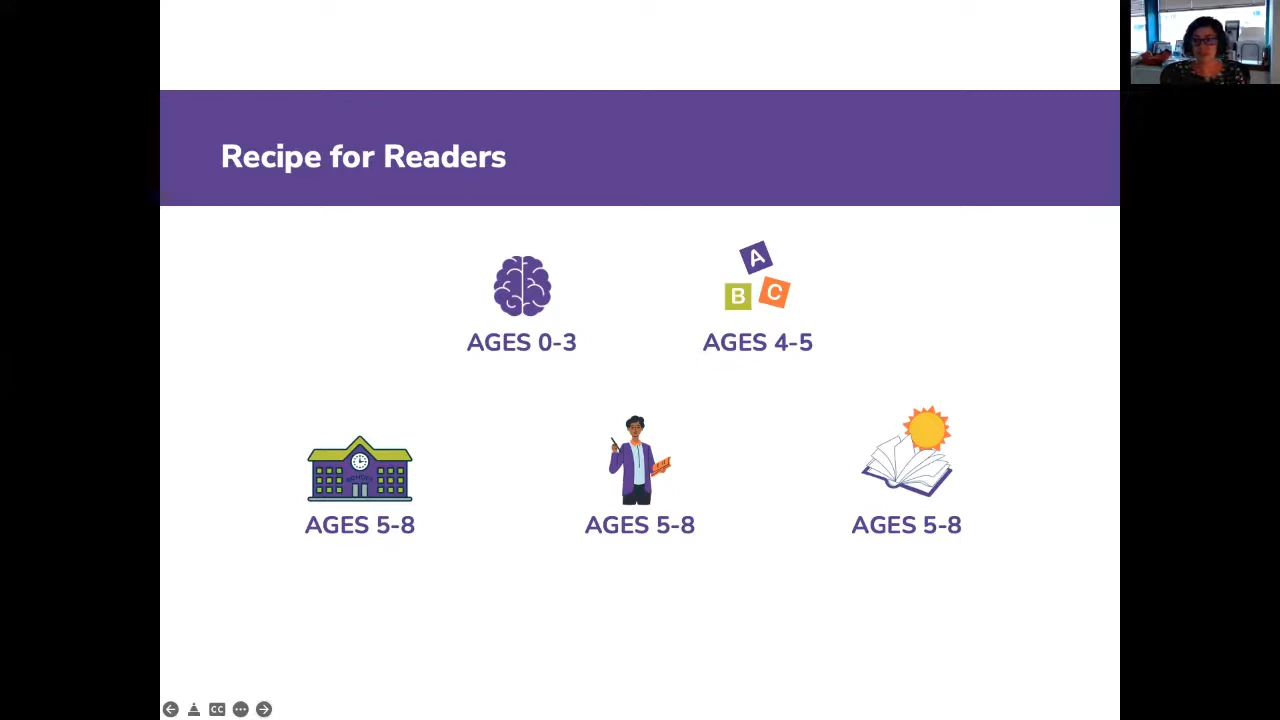 Recipe for Readers
A
B
C
AGES 0-3
AGES 4-5
SCHOOL
AGES 5-8
AGES 5-8
AGES 5-8
CC